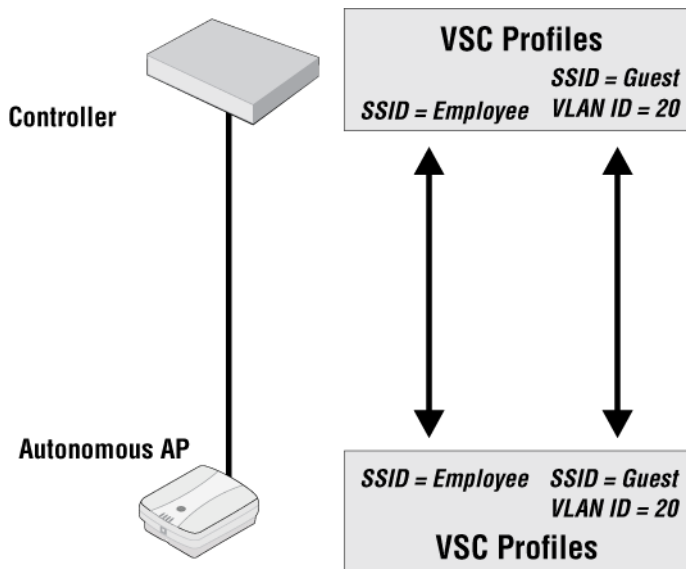 Controller
VSC Profiles
SSID = Employee
SSID = Guest
VLAN ID = 20
Autonomous AP
SSID = Employee
SSID = Guest
VLAN ID = 20
VSC Profiles